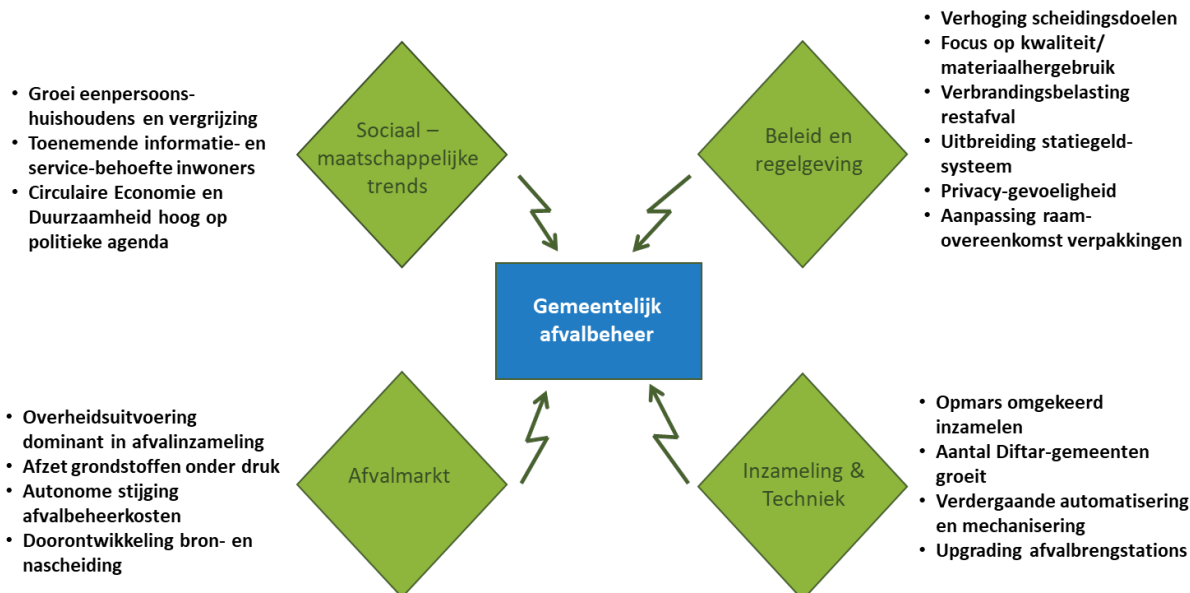 • Groei eenpersoons-
huishoudens en vergrijzing
• Toenemende informatie- en
service-behoefte inwoners
• Circulaire Economie en
Duurzaamheid hoog op
politieke agenda
Sociaal –
maatschappelijke
trends
Beleid en
regelgeving
• Verhoging scheidingsdoelen
• Focus op kwaliteit/
materiaalhergebruik
• Verbrandingsbelasting
restafval
• Uitbreiding statiegeld-
systeem
• Privacy-gevoeligheid
• Aanpassing raam-
overeenkomst verpakkingen
Gemeentelijk
afvalbeheer
• Overheidsuitvoering
dominant in afvalinzameling
• Afzet grondstoffen onder druk
• Autonome stijging
afvalbeheerkosten
• Doorontwikkeling bron- en
nascheiding
Afvalmarkt
Inzameling &
Techniek
• Opmars omgekeerd
inzamelen
• Aantal Diftar-gemeenten
groeit
• Verdergaande automatisering
en mechanisering
• Upgrading afvalbrengstations